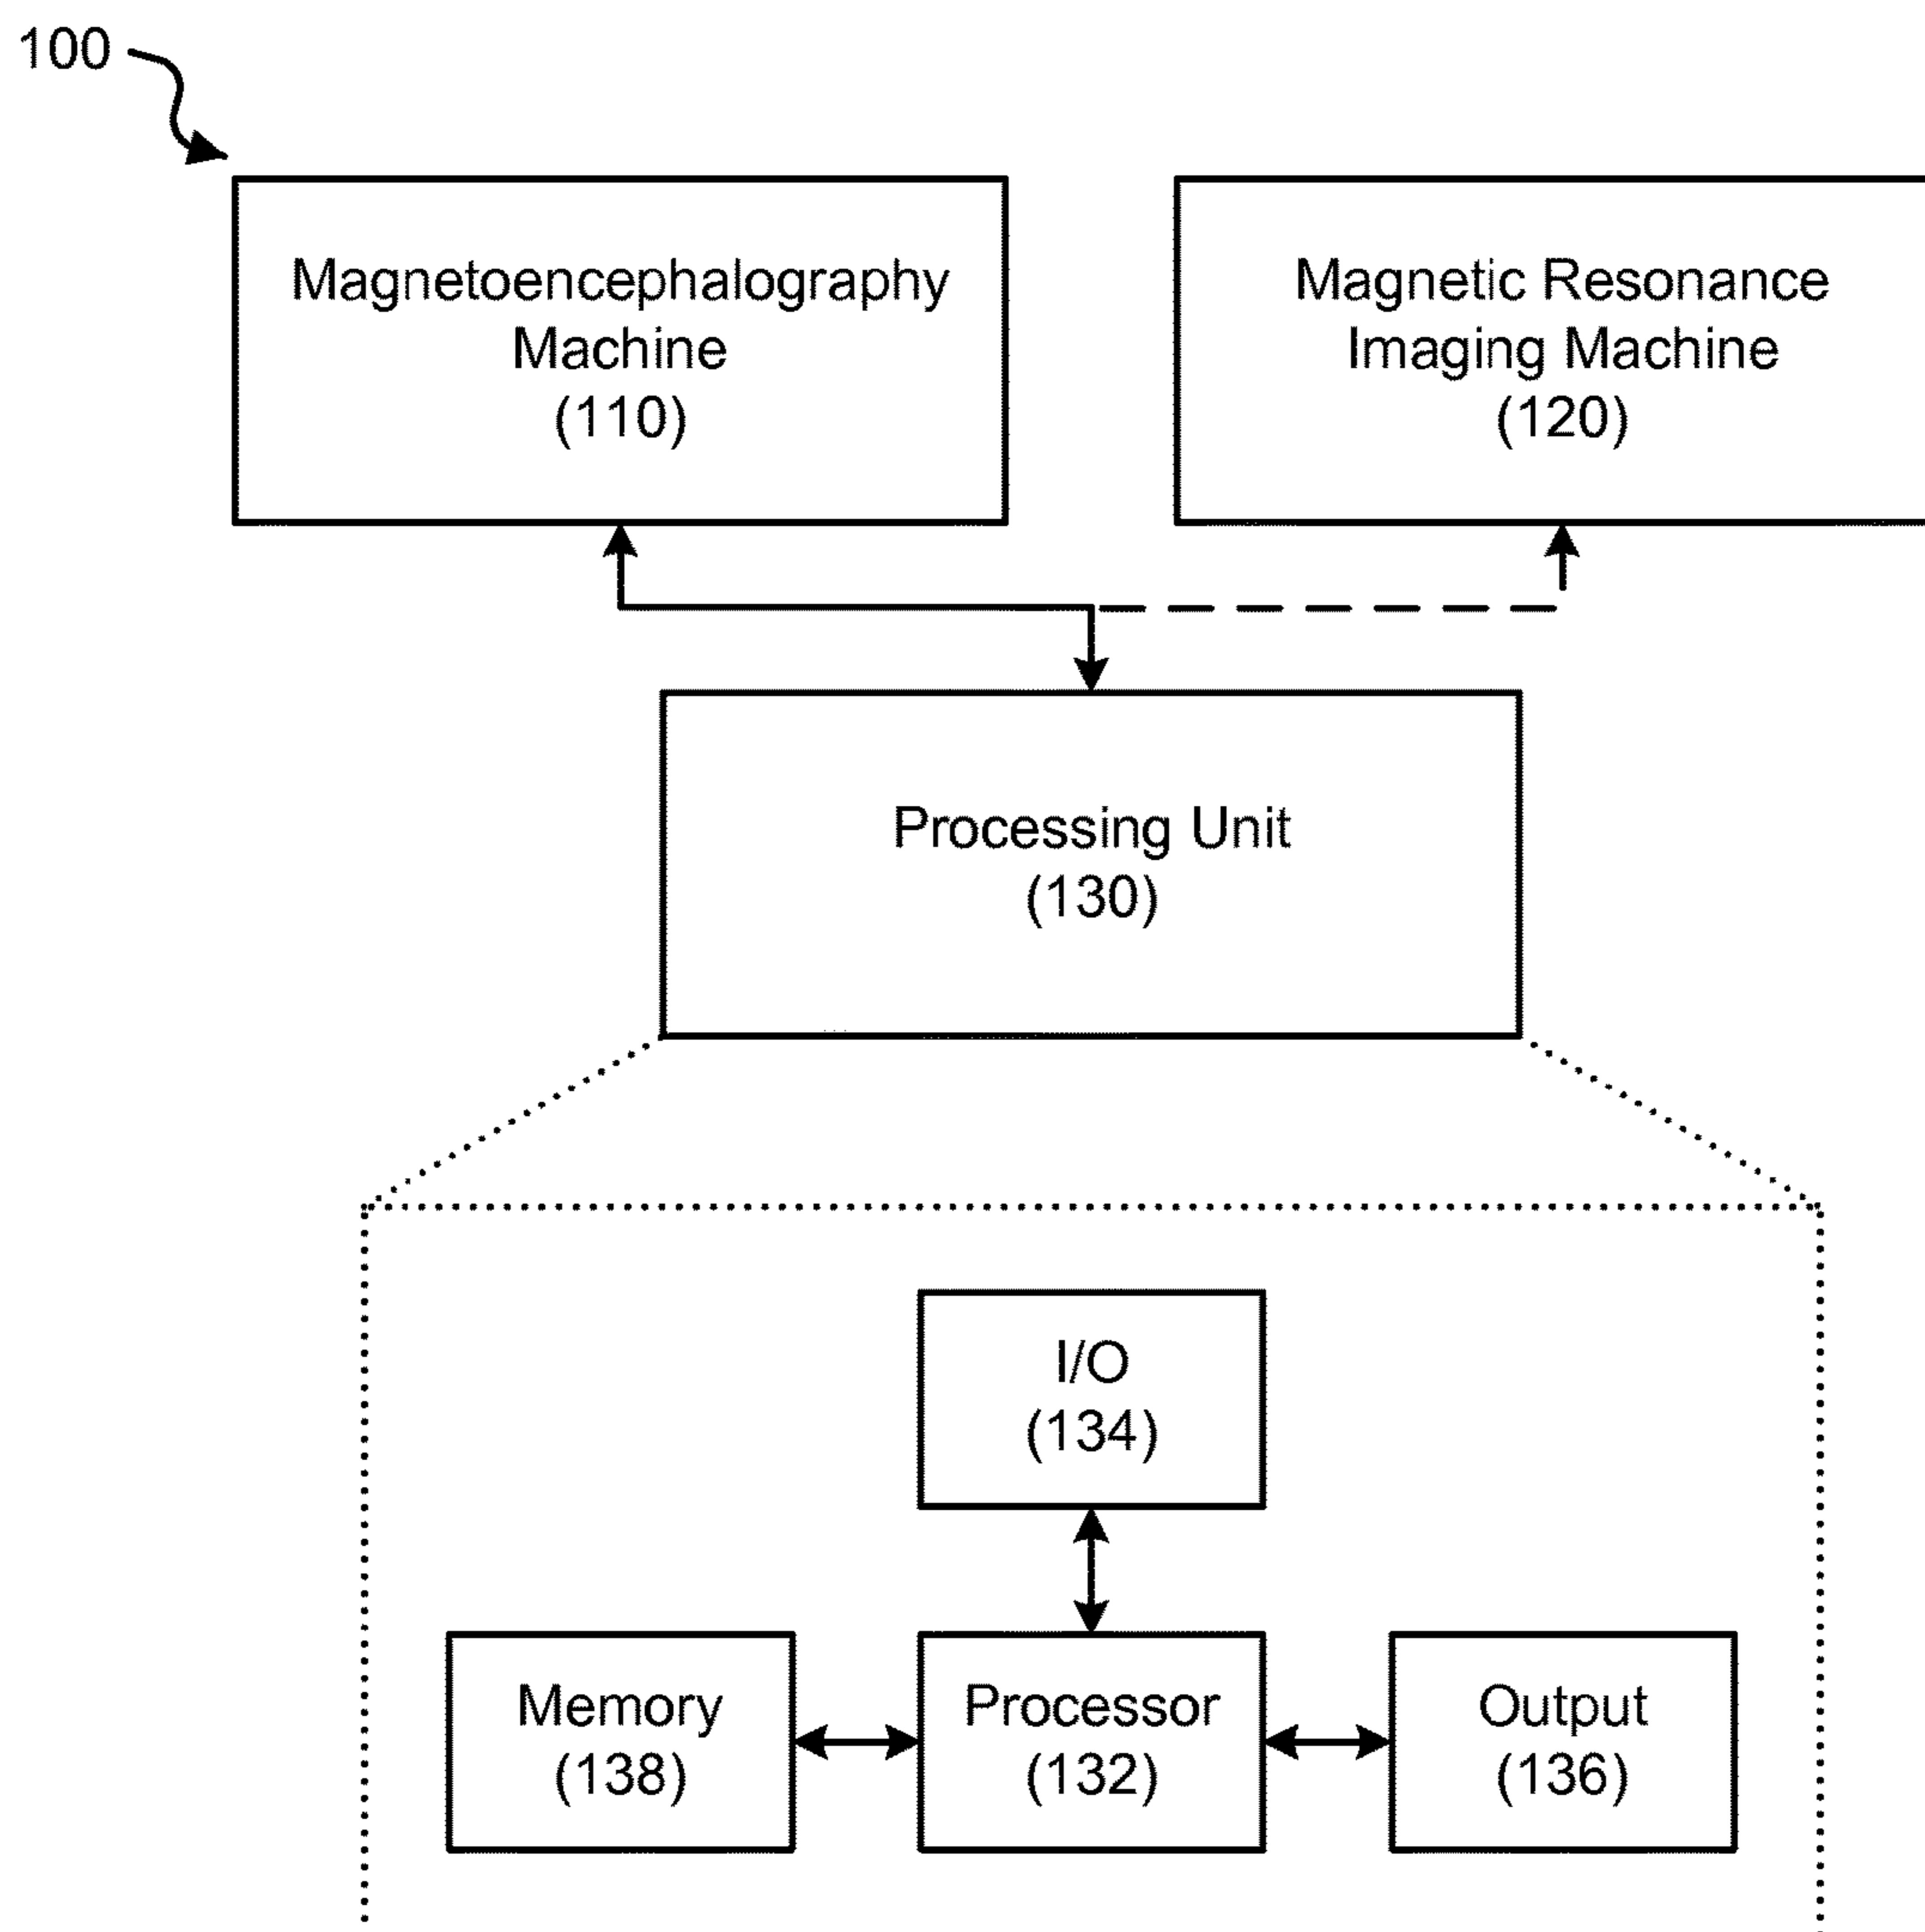 100
Magnetoencephalography
Machine
(110)
Magnetic Resonance
Imaging Machine
(120)
Processing Unit
(130)
I/O
(134)
Memory
(138)
Processor
(132)
Output
(136)